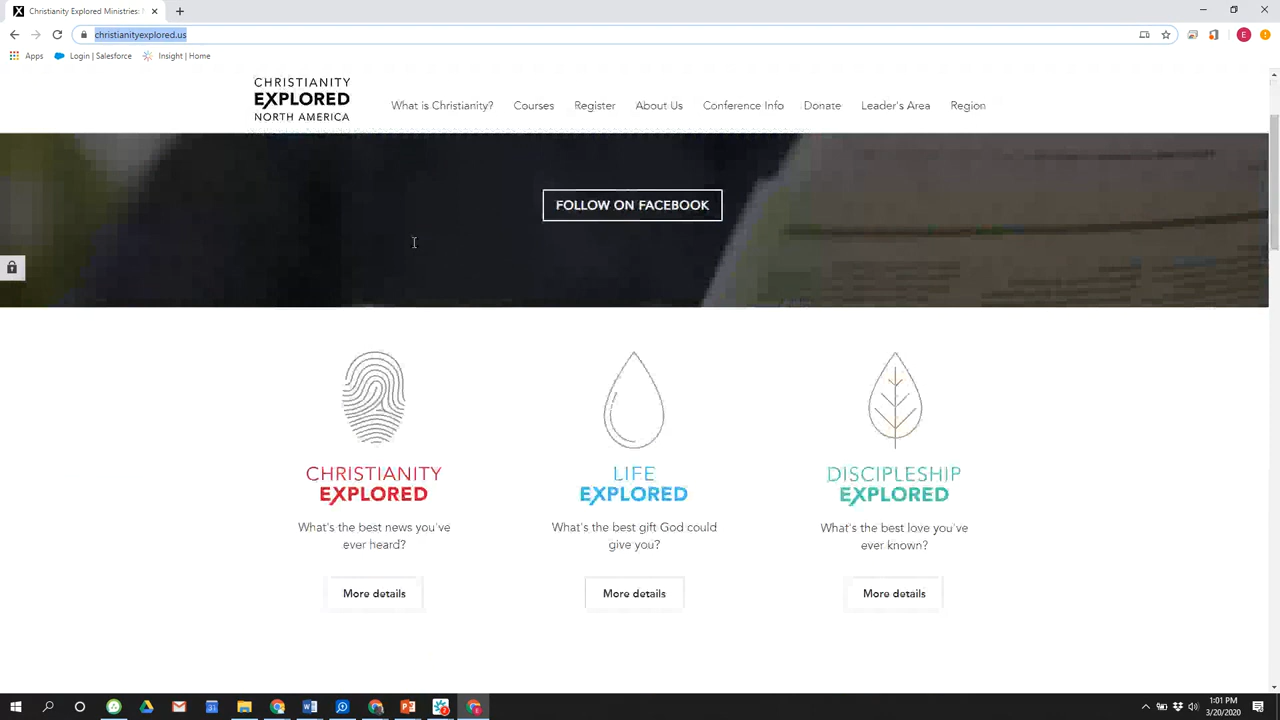 Christianity Explored Ministries:
christianityexplored.us
Apps
Login | Salesforce
Insight | Home
CHRISTIANITY
EXPLORED
NORTH AMERICA
What is Christianity?
Courses
Register
About Us
Conference Info
Donate
Leader's Area
Region
FOLLOW ON FACEBOOK
CHRISTIANITY
EXPLORED
What's the best news you've
ever heard?
More details
LIFE
EXPLORED
What's the best gift God could
give you?
More details
DISCIPLESHIP
EXPLORED
What's the best love you've
ever known?
More details
1:01 PM
3/20/2020